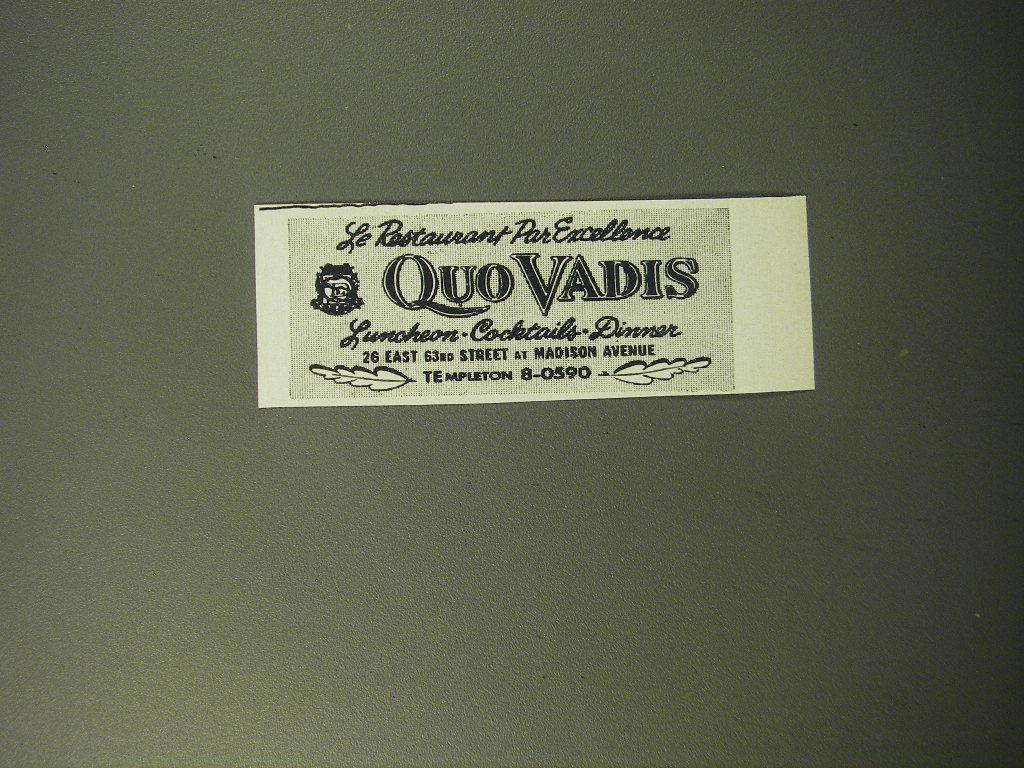 Le Restaurant Par Excellence
QUO VADIS
Luncheon · Cocktails · Dinner
26 EAST 63RD STREET AT MADISON AVENUE
TEMPLETON 8-0590